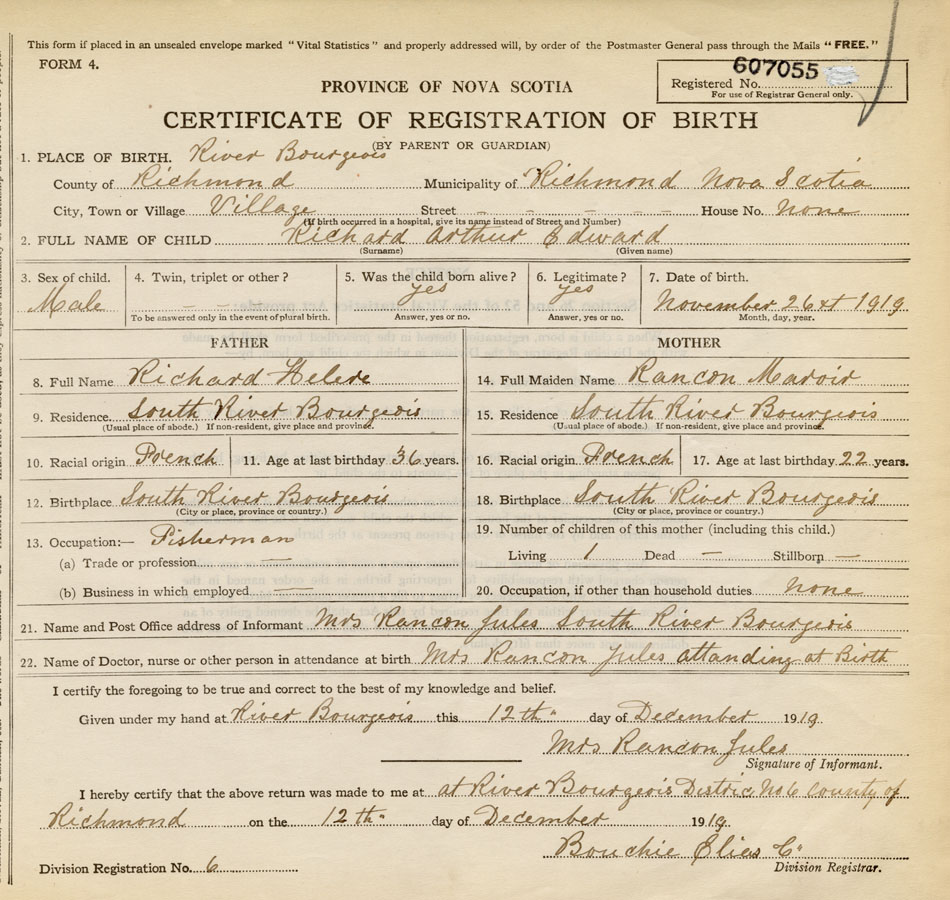 This form if placed in an unsealed envelope marked "Vital Statistics" and properly addressed will, by order of the Postmaster General pass through the Mails "FREE."
FORM 4.
607055
Registered No.
For use of Registrar General only.
PROVINCE OF NOVA SCOTIA
CERTIFICATE OF REGISTRATION OF BIRTH
(BY PARENT OR GUARDIAN)
1. PLACE OF BIRTH. River Bourgeois
County of Richmond Municipality of Richmond Nova Scotia
City, Town or Village Village Street – – – – – House No. none
(If birth occurred in a hospital, give its name instead of Street and Number)
2. FULL NAME OF CHILD Richard Arthur Edward
(Surname) (Given name)
3. Sex of child. 4. Twin, triplet or other? 5. Was the child born alive? 6. Legitimate? 7. Date of birth.
Male – – – yes yes November 26 1919
To be answered only in the event of plural birth. Answer, yes or no. Answer, yes or no. Month, day, year.
FATHER
8. Full Name Richard
9. Residence. South River Bourgeois
(Usual place of abode.) If non-resident, give place and province.
10. Racial origin French 11. Age at last birthday 36 years.
12. Birthplace South River Bourgeois
(City or place, province or country.)
13. Occupation:— Fisherman
(a) Trade or profession —
(b) Business in which employed —
MOTHER
14. Full Maiden Name Rancon
15. Residence South River Bourgeois
(Usual place of abode.) If non-resident, give place and province.
16. Racial origin French 17. Age at last birthday 22 years.
18. Birthplace South River Bourgeois
(City or place, province or country.)
19. Number of children of this mother (including this child.)
Living 1 Dead — Stillborn —
20. Occupation, if other than household duties none
21. Name and Post Office address of Informant Mrs Rancon Jules South River Bourgeois
22. Name of Doctor, nurse or other person in attendance at birth Mrs Rancon Jules attanding at Birth
I certify the foregoing to be true and correct to the best of my knowledge and belief.
Given under my hand at River Bourgeois this 12th day of December 1919.
Mrs Rancon Jules
Signature of Informant.
I hereby certify that the above return was made to me at at River Bourgeois Distric No 6 County of
Richmond on the 12th day of December 1919.
Bouchie Elias C
Division Registrar.
Division Registration No. 6